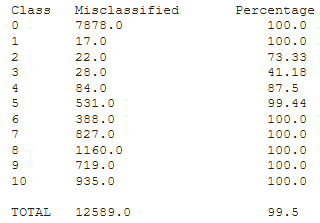 Class Misclassified Percentage
0 7878.0 100.0
1 17.0 100.0
2 22.0 73.33
3 28.0 41.18
4 84.0 87.5
5 531.0 99.44
6 388.0 100.0
7 827.0 100.0
8 1160.0 100.0
9 719.0 100.0
10 935.0 100.0
TOTAL 12589.0 99.5